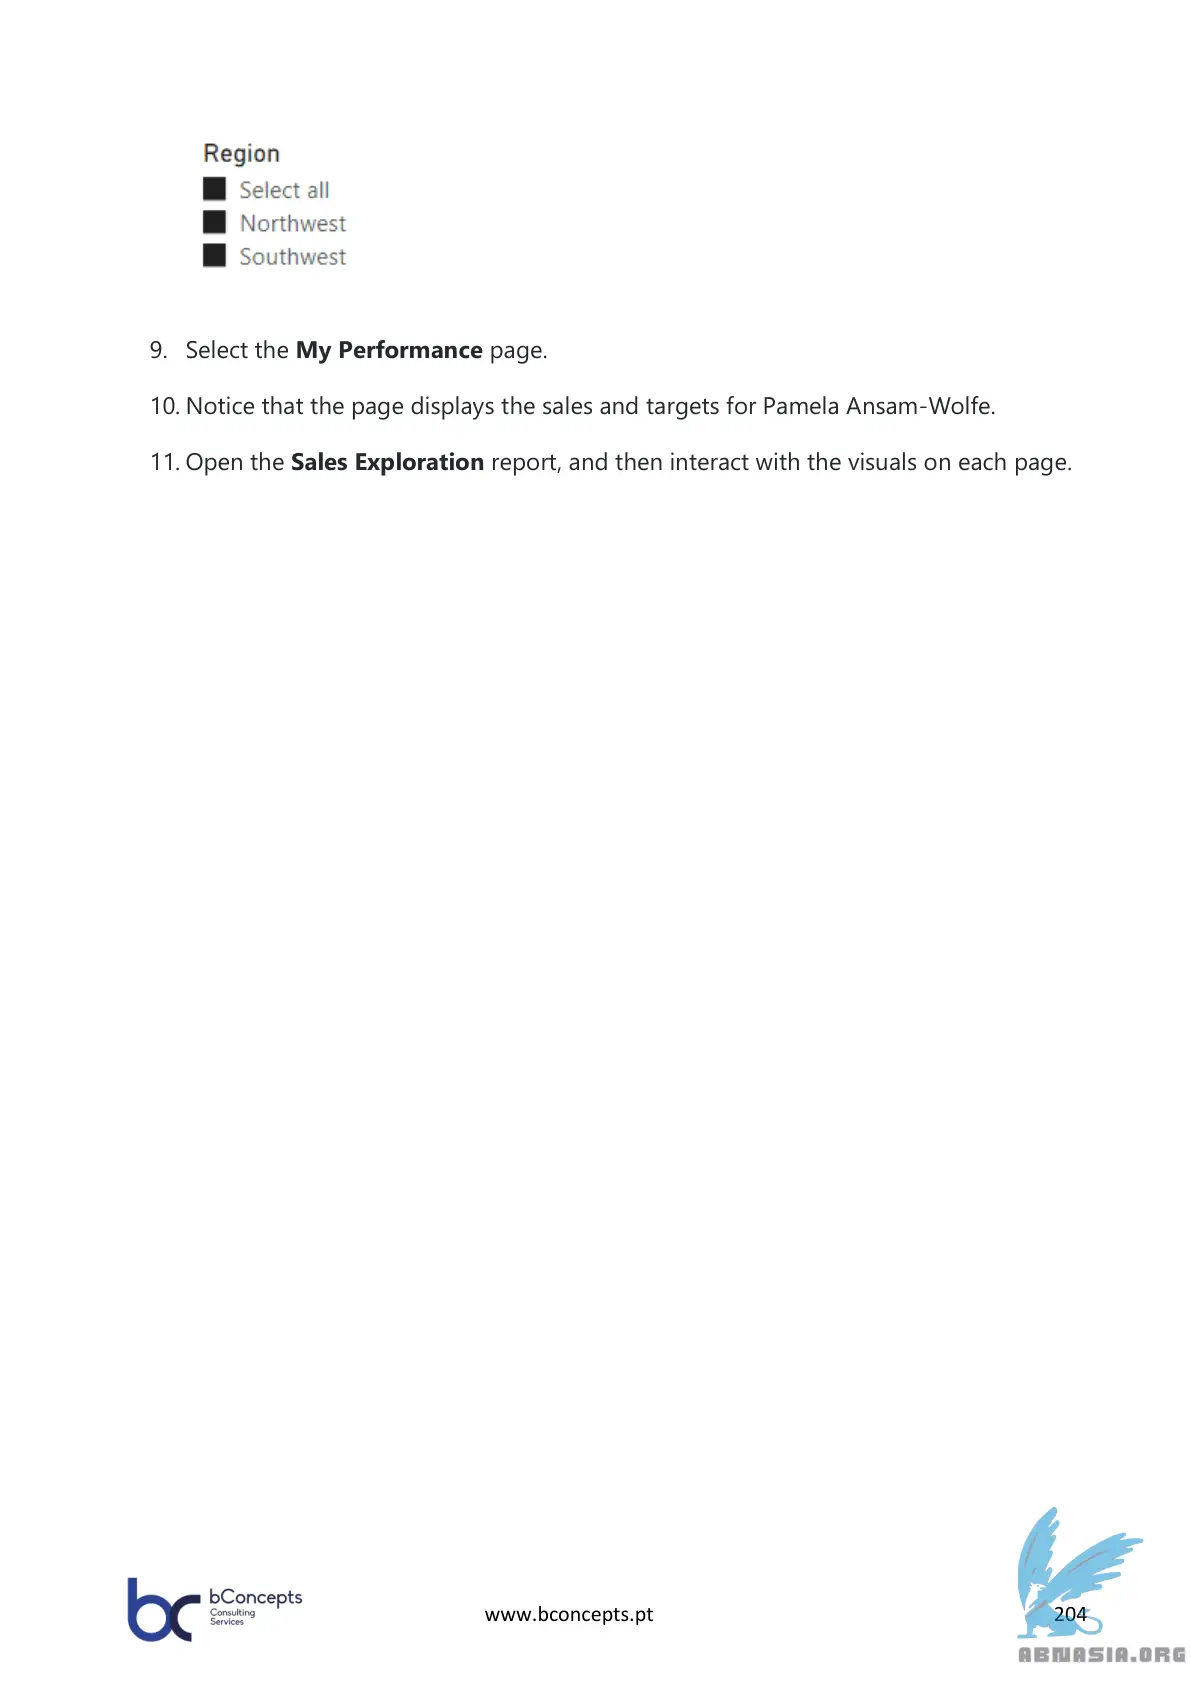 Region
Select all
Northwest
Southwest
9. Select the My Performance page.
10. Notice that the page displays the sales and targets for Pamela Ansam-Wolfe.
11. Open the Sales Exploration report, and then interact with the visuals on each page.
bc bConcepts
Consulting
Services
www.bconcepts.pt
204
ABNASIA.ORG